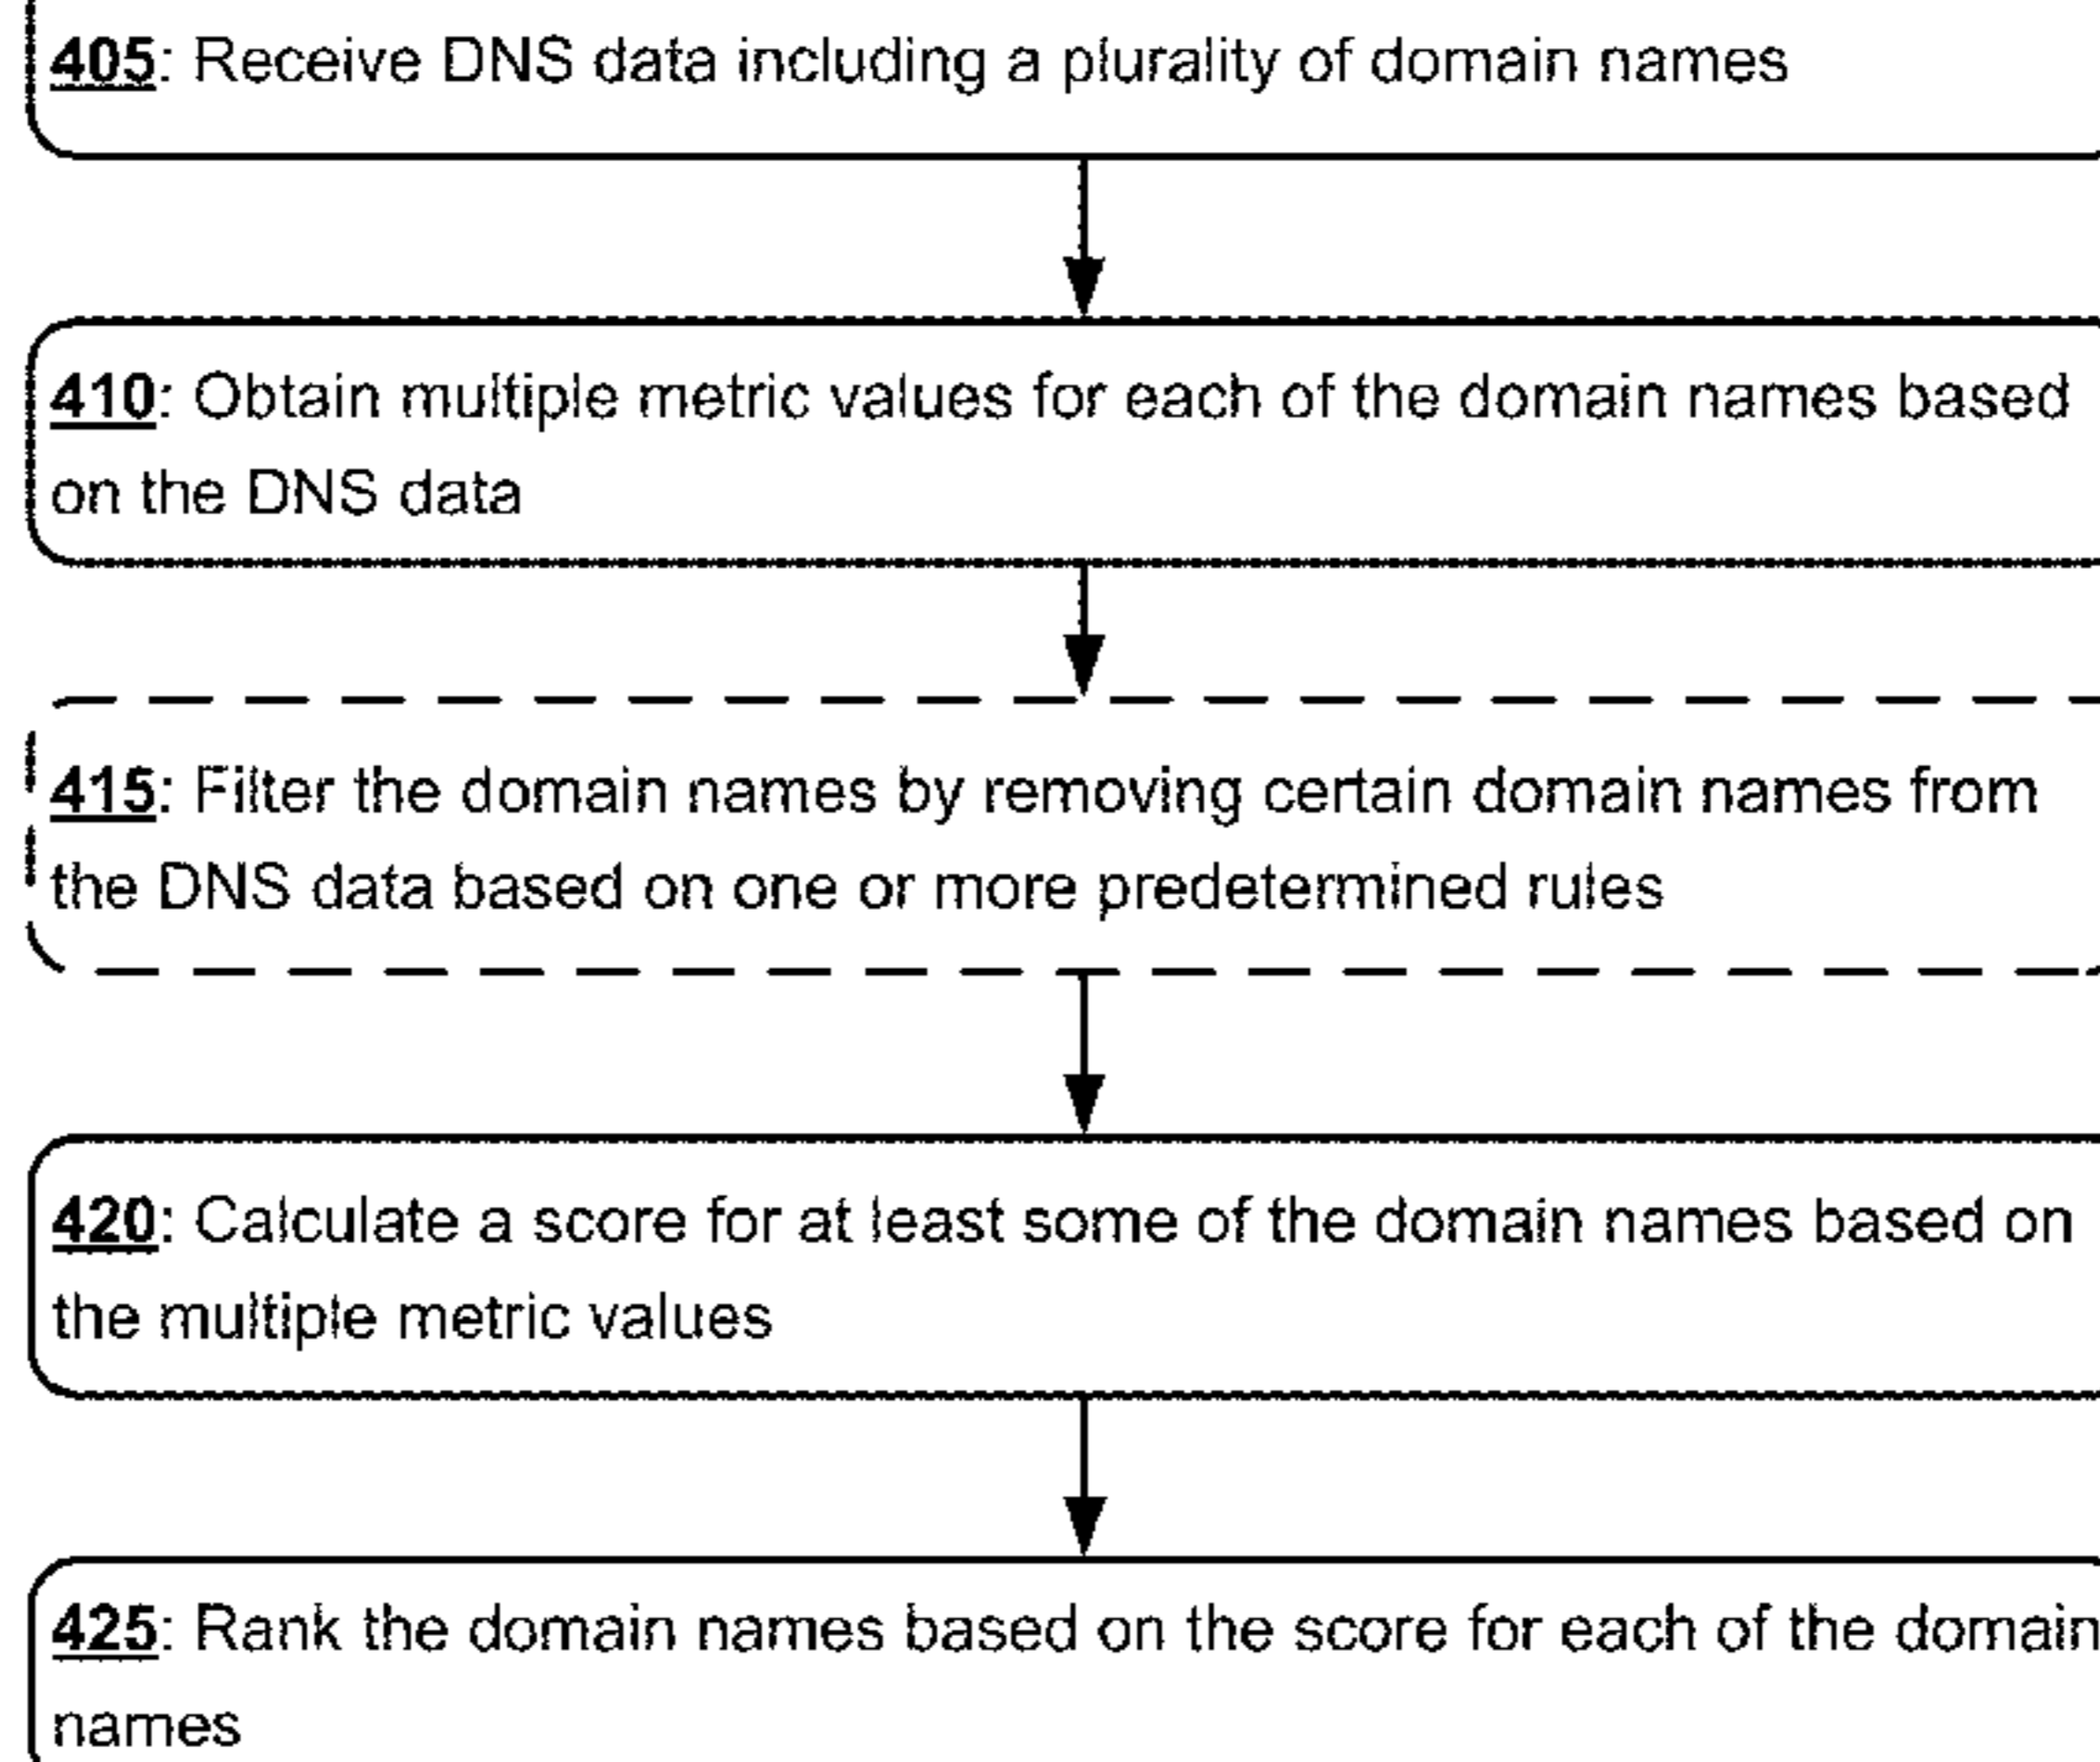 405: Receive DNS data including a plurality of domain names
410: Obtain multiple metric values for each of the domain names based
on the DNS data
415: Filter the domain names by removing certain domain names from
the DNS data based on one or more predetermined rules
420: Calculate a score for at least some of the domain names based on
the multiple metric values
425: Rank the domain names based on the score for each of the domain
names